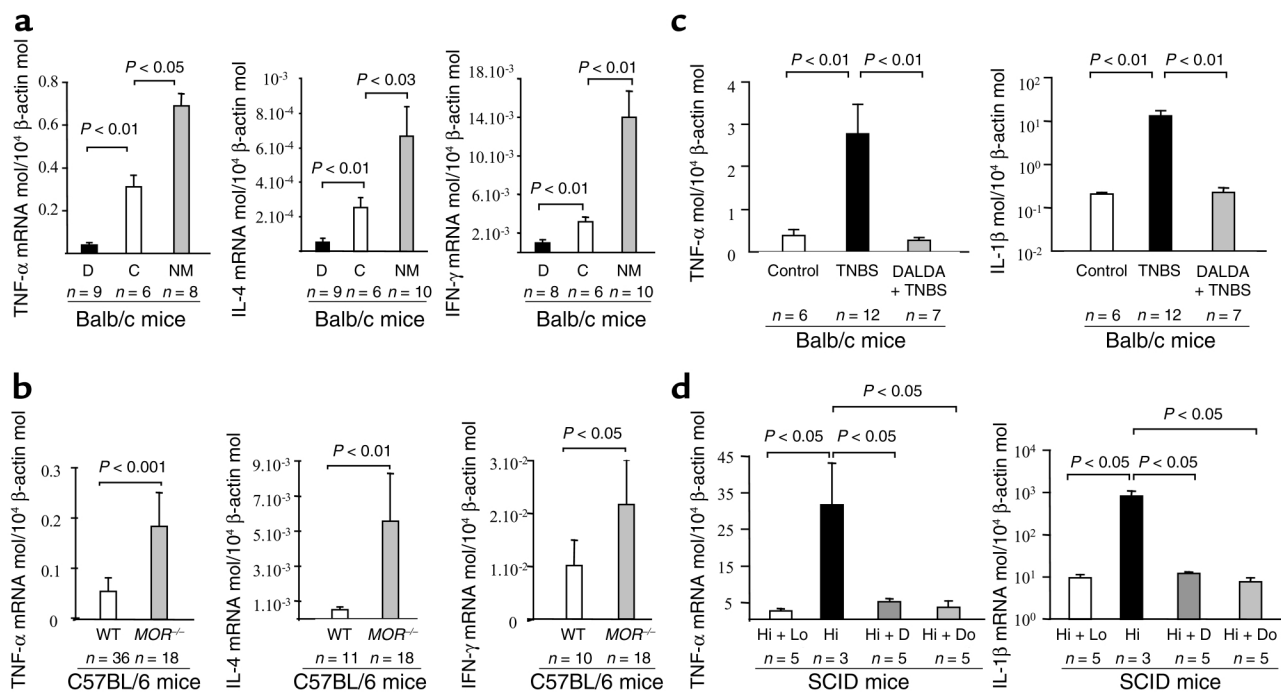 a
TNF-α mRNA mol/10⁴ β-actin mol
0.8
0.6
0.4
0.2
P < 0.01
P < 0.05
D C NM
n = 9 n = 6 n = 8
Balb/c mice
IL-4 mRNA mol/10⁴ β-actin mol
10⁻³
8.10⁻⁴
6.10⁻⁴
4.10⁻⁴
2.10⁻⁴
P < 0.01
P < 0.03
D C NM
n = 9 n = 6 n = 10
Balb/c mice
IFN-γ mRNA mol/10⁴ β-actin mol
18.10⁻³
14.10⁻³
10.10⁻³
6.10⁻³
2.10⁻³
P < 0.01
P < 0.01
D C NM
n = 8 n = 6 n = 10
Balb/c mice
b
TNF-α mRNA mol/10⁴ β-actin mol
0.3
0.2
0.1
0
P < 0.001
WT MOR⁻/⁻
n = 36 n = 18
C57BL/6 mice
IL-4 mRNA mol/10⁴ β-actin mol
9.10⁻³
7.10⁻³
5.10⁻³
3.10⁻³
1.10⁻³
P < 0.01
WT MOR⁻/⁻
n = 11 n = 18
C57BL/6 mice
IFN-γ mRNA mol/10⁴ β-actin mol
3.10⁻²
2.10⁻²
1.10⁻²
0
P < 0.05
WT MOR⁻/⁻
n = 10 n = 18
C57BL/6 mice
c
TNF-α mol/10⁴ β-actin mol
4
3
2
1
0
P < 0.01 P < 0.01
Control TNBS DALDA
+ TNBS
n = 6 n = 12 n = 7
Balb/c mice
IL-1β mol/10⁴ β-actin mol
10²
10¹
10⁰
10⁻¹
10⁻²
P < 0.01 P < 0.01
Control TNBS DALDA
+ TNBS
n = 6 n = 12 n = 7
Balb/c mice
d
TNF-α mRNA mol/10⁴ β-actin mol
45
35
25
15
5
P < 0.05
P < 0.05 P < 0.05
Hi + Lo Hi Hi + D Hi + Do
n = 5 n = 3 n = 5 n = 5
SCID mice
IL-1β mRNA mol/10⁴ β-actin mol
10⁴
10³
10²
10¹
10⁰
P < 0.05
P < 0.05 P < 0.05
Hi + Lo Hi Hi + D Hi + Do
n = 5 n = 3 n = 5 n = 5
SCID mice